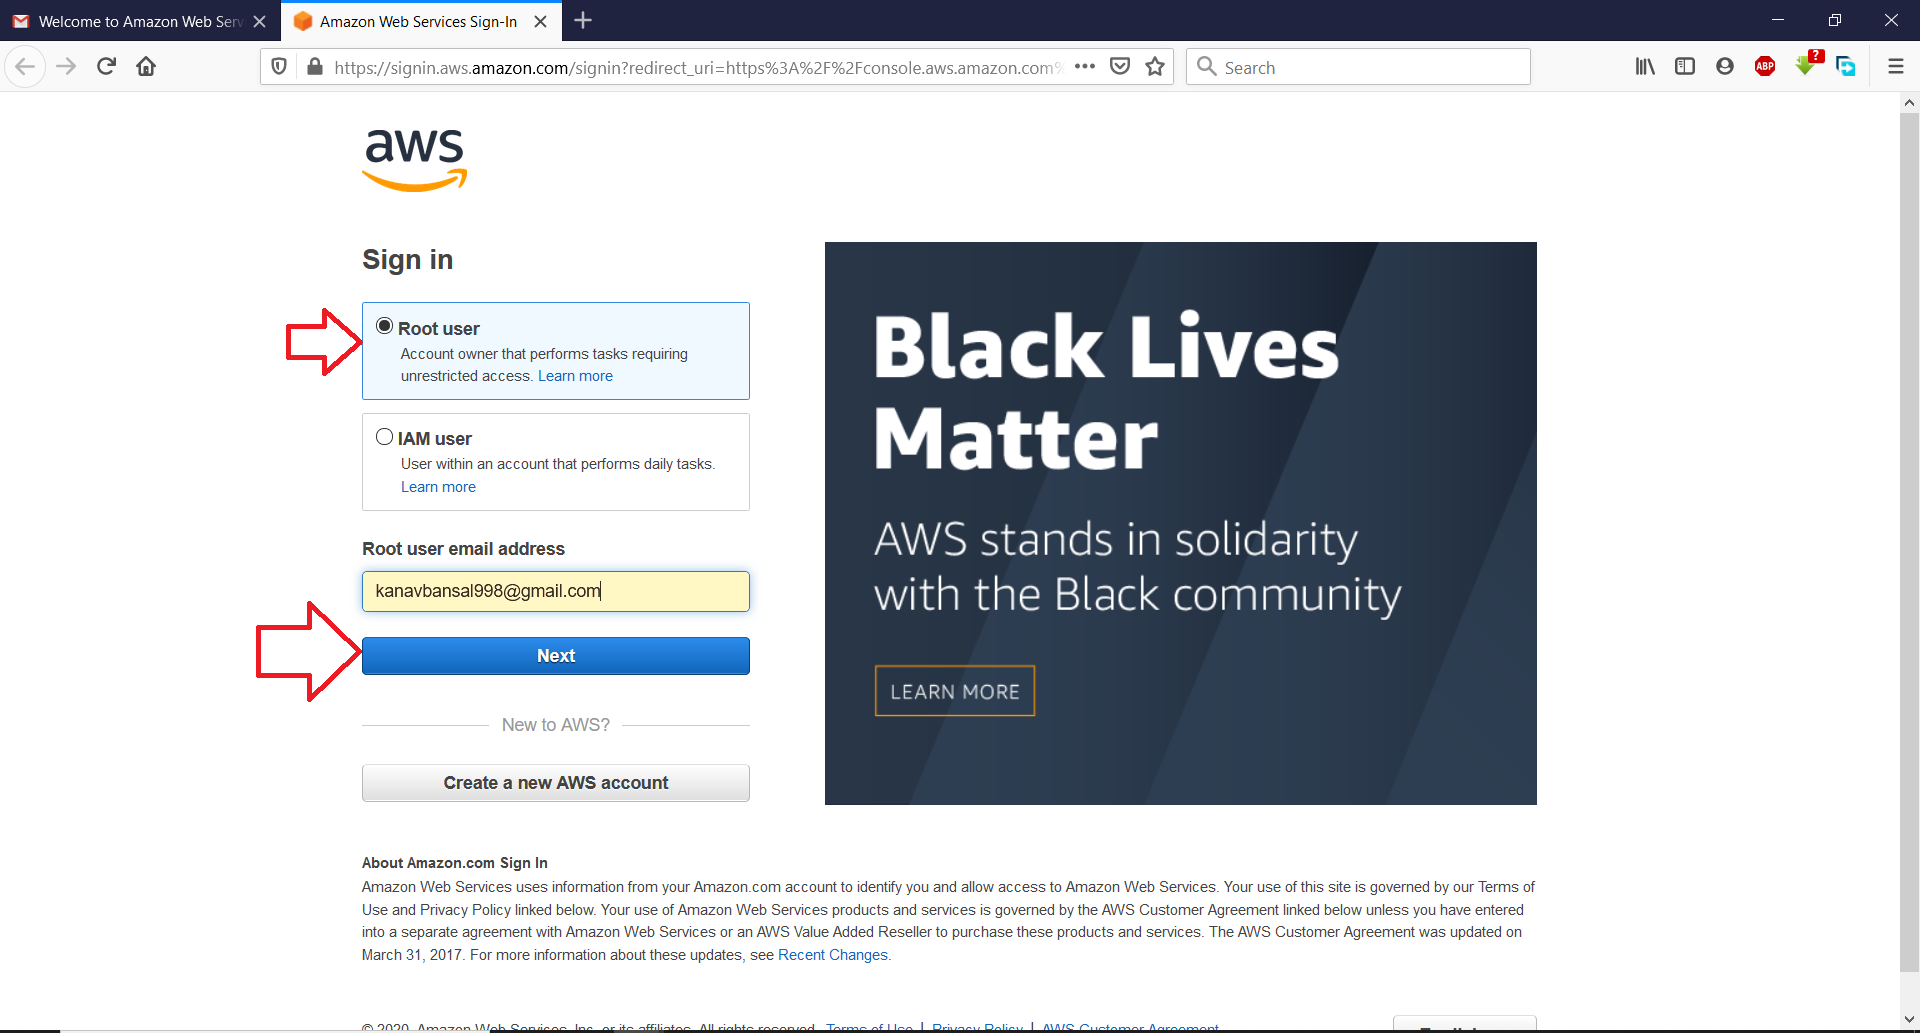 Welcome to Amazon Web Serv
Amazon Web Services Sign-In
https://signin.aws.amazon.com/signin?redirect_uri=https%3A%2F%2Fconsole.aws.amazon.com%
Search
ABP
?
aws
Sign in
Root user
Account owner that performs tasks requiring
unrestricted access. Learn more
IAM user
User within an account that performs daily tasks.
Learn more
Root user email address
kanavbansal998@gmail.com
Next
New to AWS?
Create a new AWS account
Black Lives
Matter
AWS stands in solidarity
with the Black community
LEARN MORE
About Amazon.com Sign In
Amazon Web Services uses information from your Amazon.com account to identify you and allow access to Amazon Web Services. Your use of this site is governed by our Terms of
Use and Privacy Policy linked below. Your use of Amazon Web Services products and services is governed by the AWS Customer Agreement linked below unless you have entered
into a separate agreement with Amazon Web Services or an AWS Value Added Reseller to purchase these products and services. The AWS Customer Agreement was updated on
March 31, 2017. For more information about these updates, see Recent Changes.
© 2020, Amazon Web Services, Inc. or its affiliates. All rights reserved. Terms of Use | Privacy Policy | AWS Customer Agreement